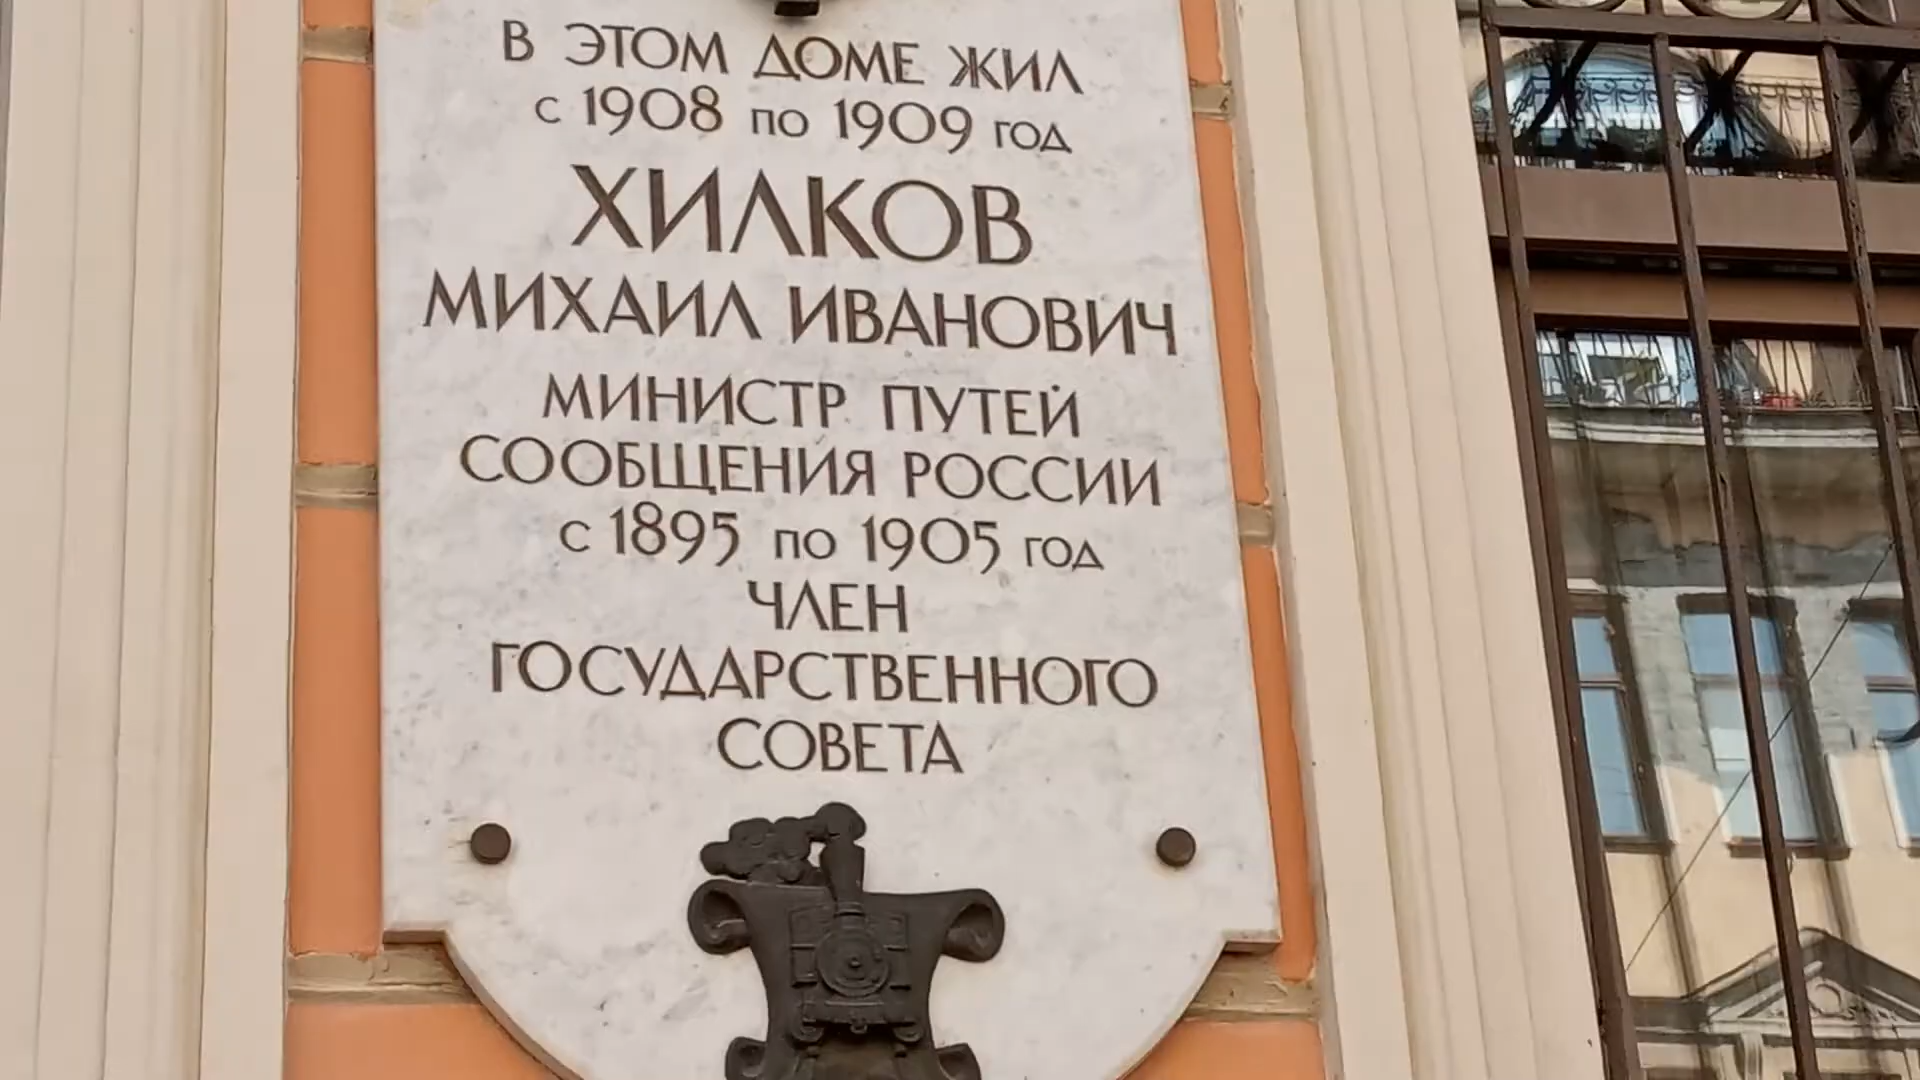 В ЭТОМ ДОМЕ ЖИЛ
с 1908 по 1909 год
ХИЛКОВ
МИХАИЛ ИВАНОВИЧ
МИНИСТР ПУТЕЙ
СООБЩЕНИЯ РОССИИ
с 1895 по 1905 год
ЧЛЕН
ГОСУДАРСТВЕННОГО
СОВЕТА